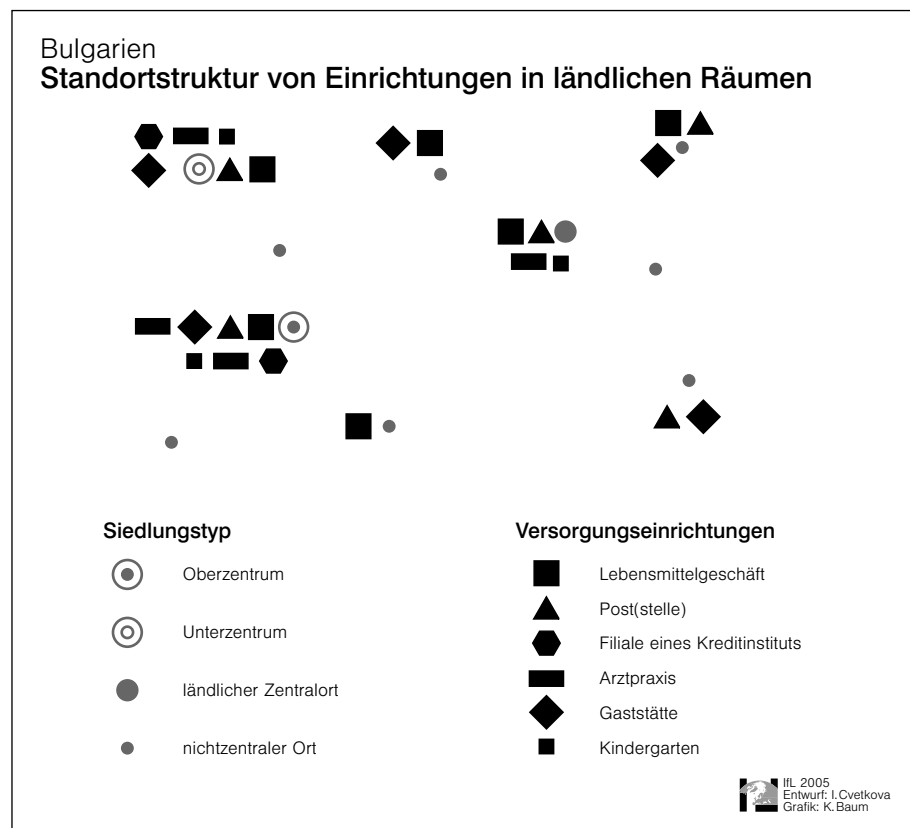 Bulgarien
Standortstruktur von Einrichtungen in ländlichen Räumen
Siedlungstyp
Oberzentrum
Unterzentrum
ländlicher Zentralort
nichtzentraler Ort
Versorgungseinrichtungen
Lebensmittelgeschäft
Post(stelle)
Filiale eines Kreditinstituts
Arztpraxis
Gaststätte
Kindergarten
IfL 2005
Entwurf: I.Cvetkova
Grafik: K.Baum